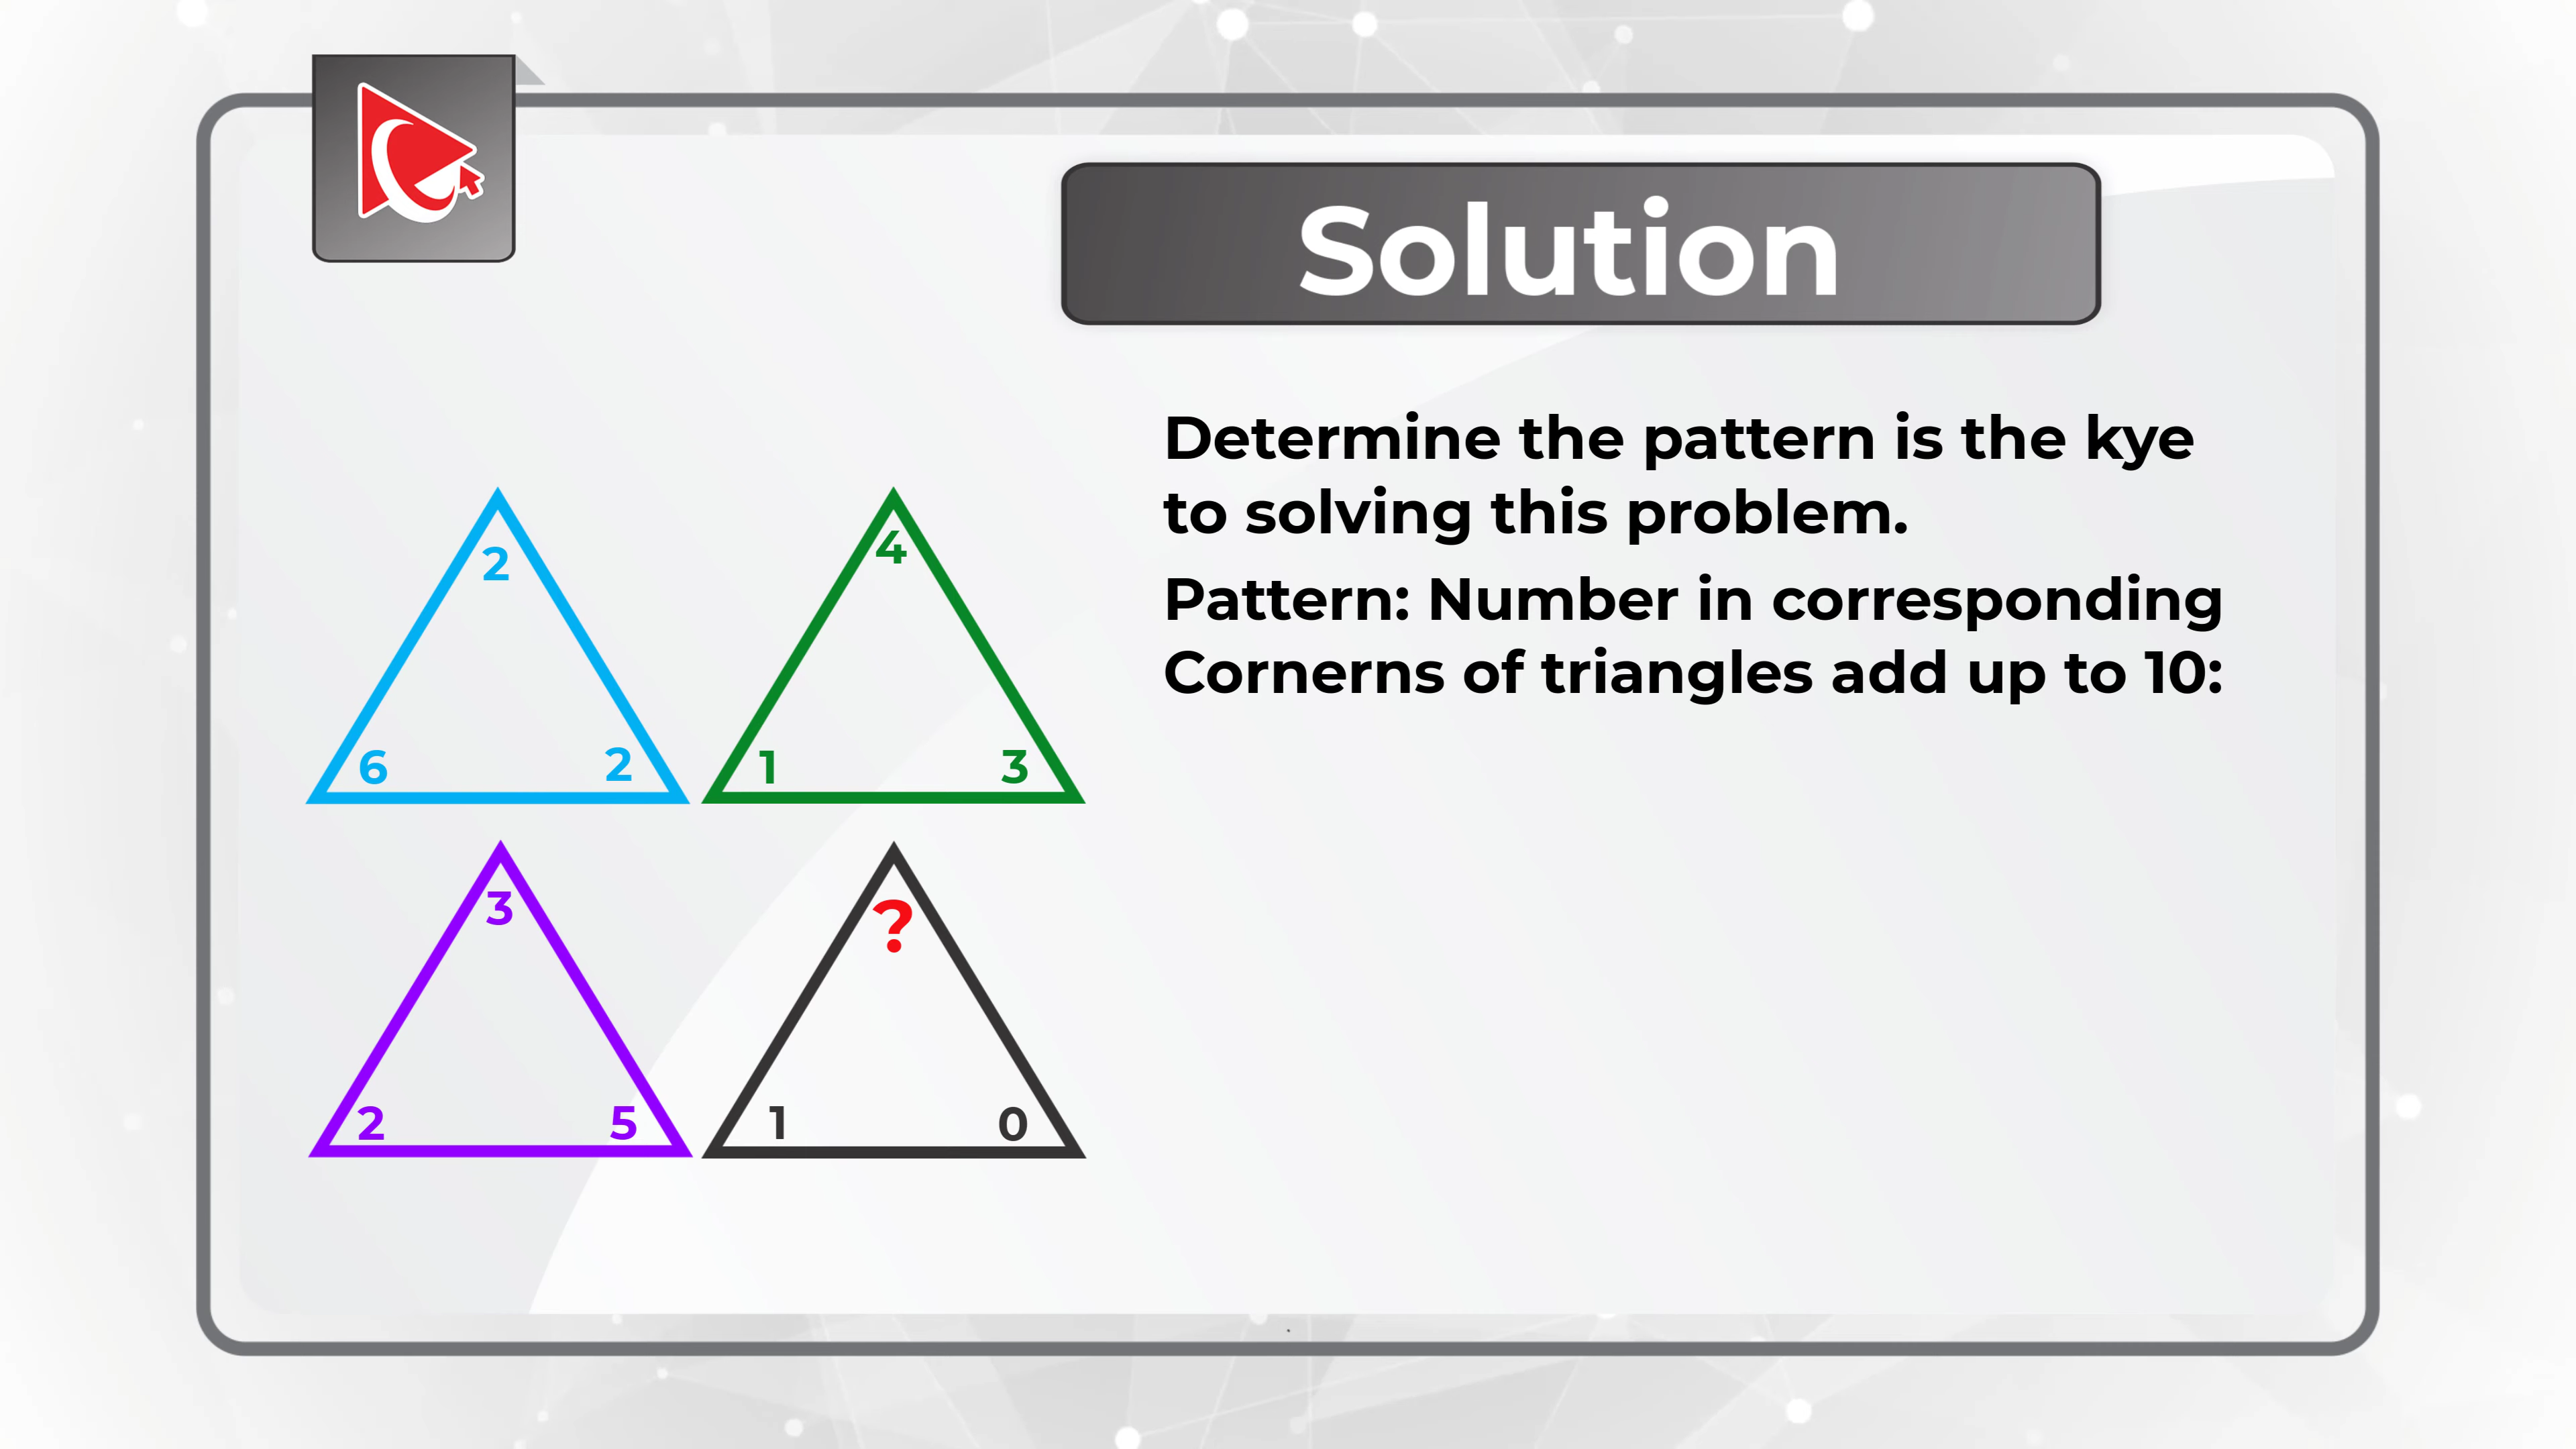 Solution
Determine the pattern is the kye
to solving this problem.
Pattern: Number in corresponding
Cornerns of triangles add up to 10:
2
6 2
4
1 3
3
2 5
?
1 0